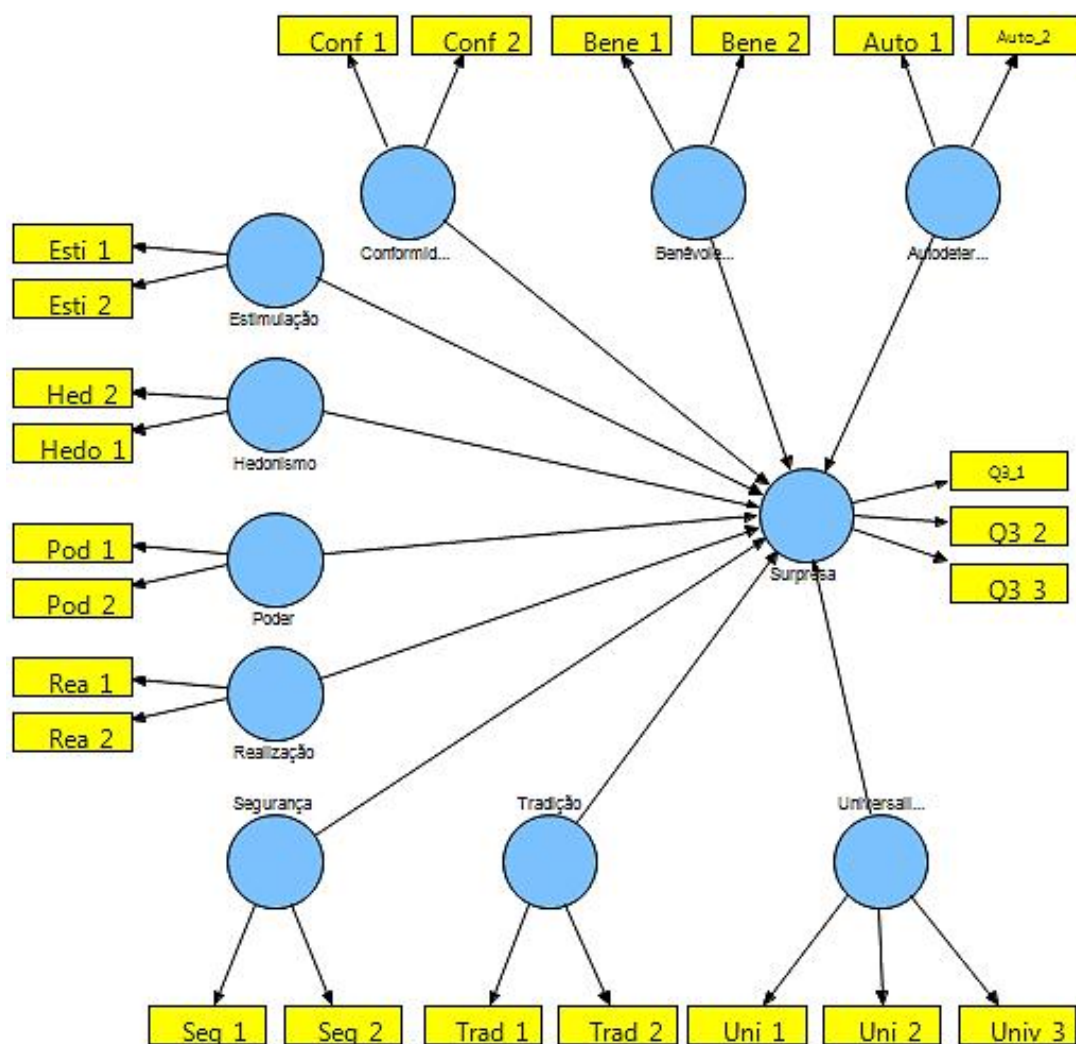 Conf 1
Conf 2
Bene 1
Bene 2
Auto 1
Auto_2
Conformid...
Benêvole...
Autodeter...
Esti 1
Esti 2
Estimulação
Hed 2
Hedo 1
Hedonismo
Pod 1
Pod 2
Poder
Q3_1
Q3 2
Q3 3
Surpresa
Rea 1
Rea 2
Realização
Segurança
Tradição
Universali...
Seg 1
Seg 2
Trad 1
Trad 2
Uni 1
Uni 2
Univ 3